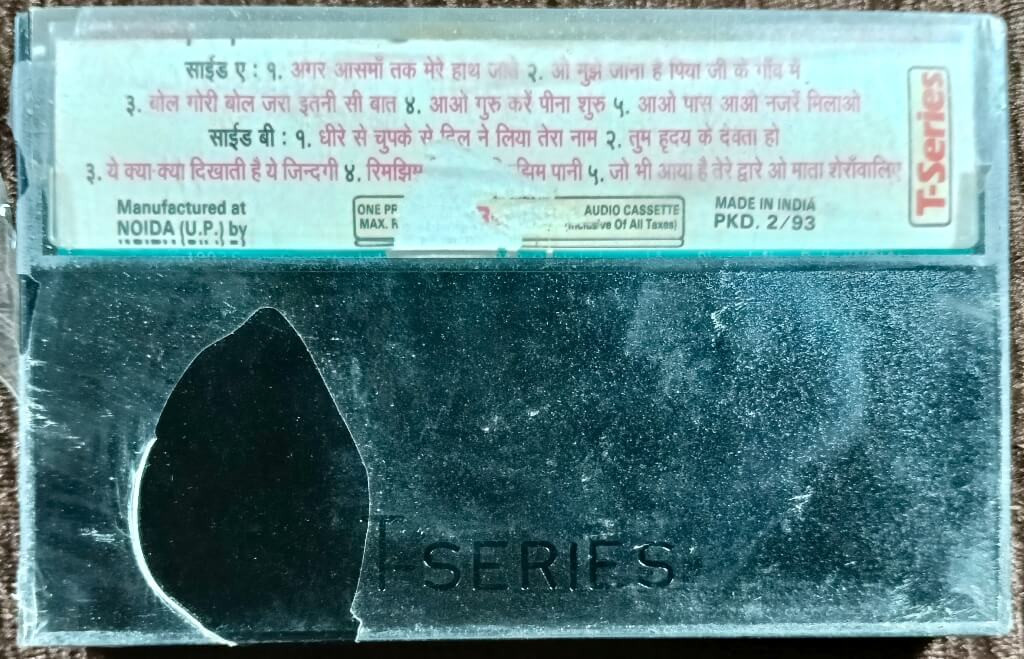 साईड ए : १. अगर आसमाँ तक मेरे हाथ जाते २. ओ मुझे जाना है पिया जी के गाँव में
३. बोल गोरी बोल जरा इतनी सी बात ४. आओ गुरु करें पीना शुरु ५. आओ पास आओ नजरें मिलाओ
साईड बी : १. धीरे से चुपके से दिल ने लिया तेरा नाम २. तुम हृदय के देवता हो
३. ये क्या-क्या दिखाती है ये जिन्दगी ४. रिमझिम पानी ५. जो भी आया है तेरे द्वारे ओ माता शेराँवालिए
Manufactured at
NOIDA (U.P.) by
ONE
MAX.
AUDIO CASSETTE
(Inclusive Of All Taxes)
MADE IN INDIA
PKD. 2/93
T-Series
T-SERIES